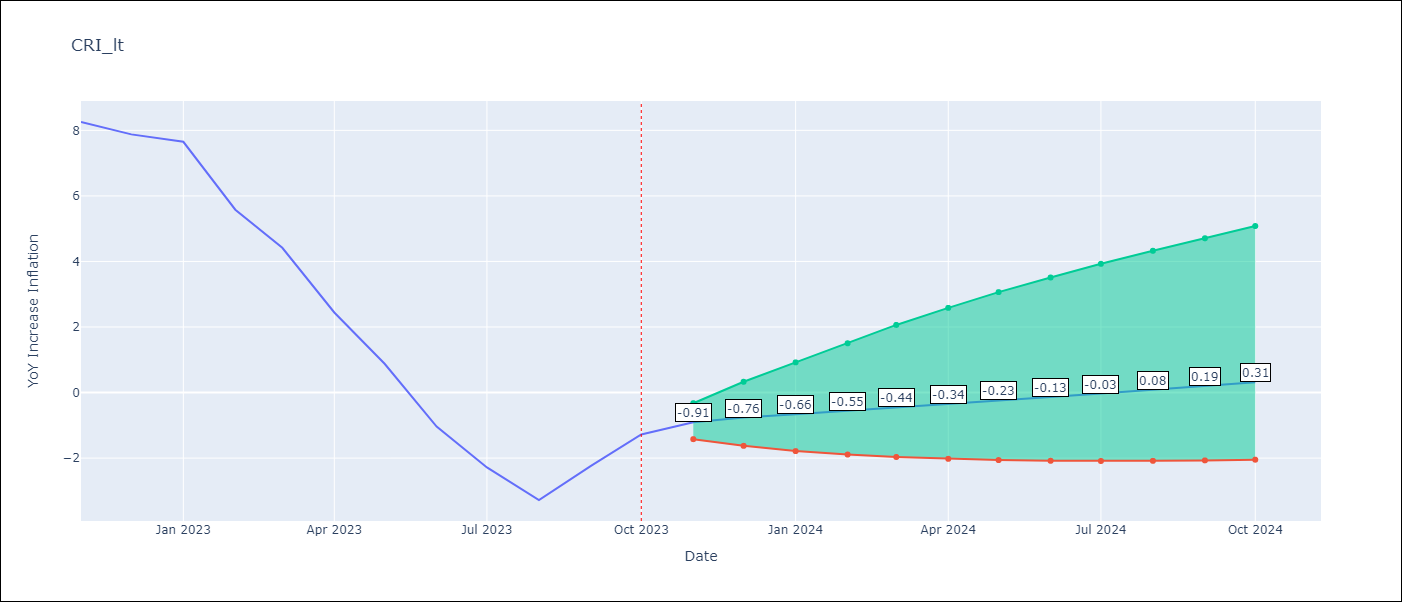 CRI_lt
YoY Increase Inflation
8
6
4
2
0
−2
-0.91
-0.76
-0.66
-0.55
-0.44
-0.34
-0.23
-0.13
-0.03
0.08
0.19
0.31
Jan 2023
Apr 2023
Jul 2023
Oct 2023
Jan 2024
Apr 2024
Jul 2024
Oct 2024
Date